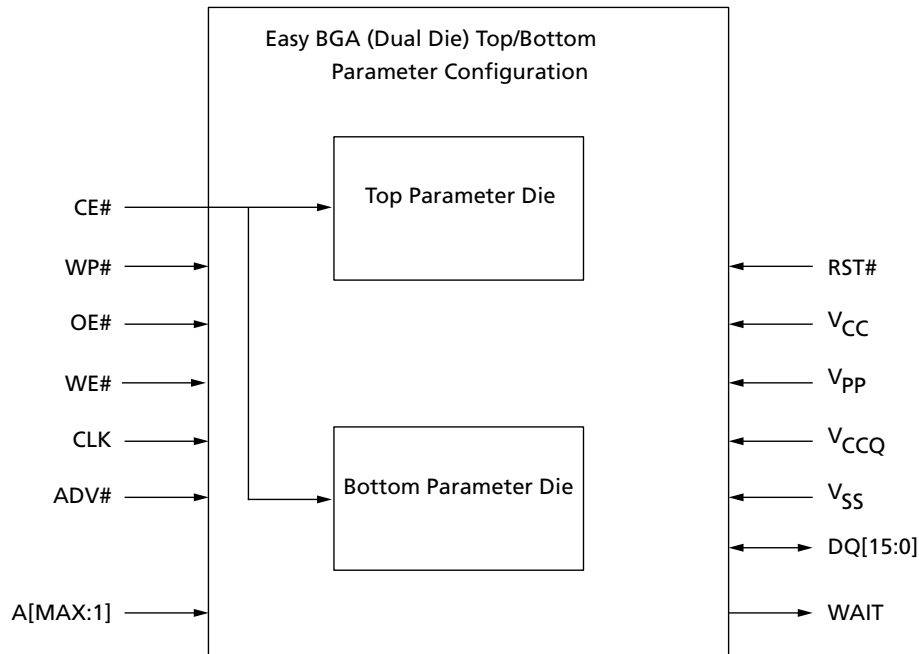 Easy BGA (Dual Die) Top/Bottom
Parameter Configuration
Top Parameter Die
Bottom Parameter Die
CE#
WP#
OE#
WE#
CLK
ADV#
A[MAX:1]
RST#
VCC
VPP
VCCQ
VSS
DQ[15:0]
WAIT